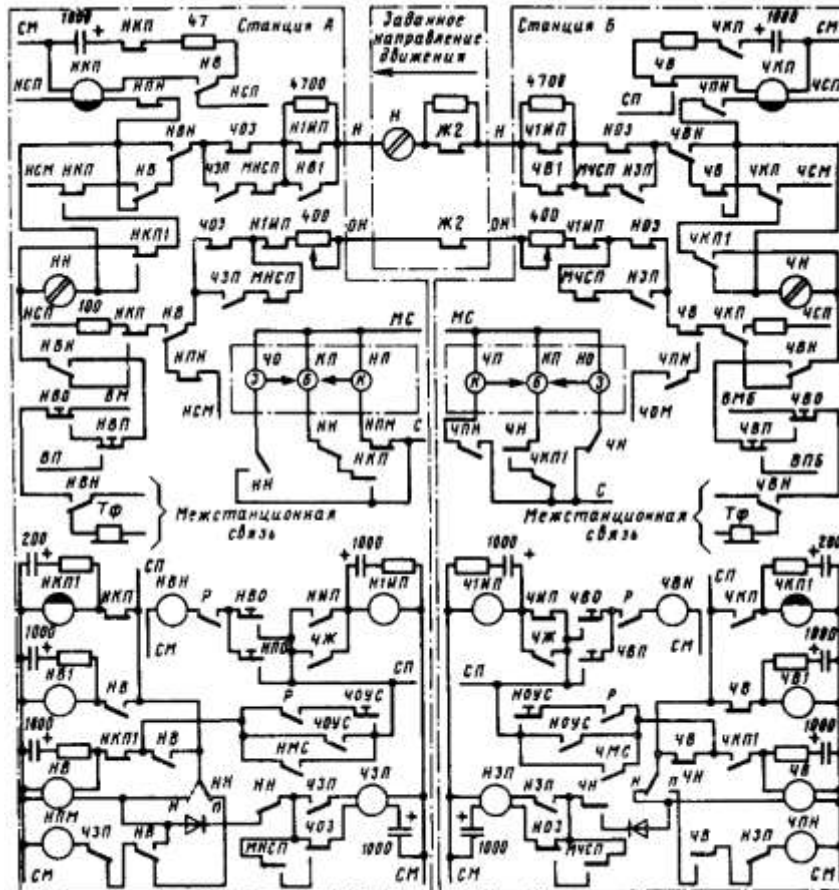 СМ 1000 НКП 47 Станция А Заданное направление движения Станция Б 1000 СМ
НКП НВ ЧКП ЧКП
НСП НПН НСП 4700 Н 4700 ЧВ СП ЧПН ЧСП
НВН ЧОЗ Н1ИП Н Ж2 Н Ч1ИП НОЗ ЧВН
НСМ НКП НВ ЧЗП МНСП НВ1 ЧВ1 МЧСП НЗП ЧВ ЧКП ЧСМ
НКП1 ЧОЗ Н1ИП 400 ОН Ж2 ОН 400 Ч1ИП НОЗ ЧКП1
НН ЧЗП МНСП МЧСП НЗП ЧН
НСП 100 НКП НВ ЧВ ЧКП ЧСП
НВН НПН МС МС ЧПН ЧВН
ЧО КП НП ЧП КП НО
З Б К К Б З
НВО ВМ НСМ ЧОМ ВМБ ЧВО
НВП НН НПМ С ЧПН ЧН ЧН ЧВП
ВП НКП ЧКП1 ВПБ
НН С
НВН ЧВН
Тф Межстанционная связь Межстанционная связь Тф
200 СП 1000 1000 СП 200
НКП1 НКП НВН Р НВО НИП Н1ИП Ч1ИП ЧИП ЧВО Р ЧВН ЧКП ЧКП1
1000 СМ ЧЖ ЧЖ ЧВП СМ 1000
НВ1 НВ СП СП ЧВ ЧВ1
1000 Р ЧОУС НОУС Р 1000
НКП1 НВ ЧОУС НОУС ЧВ ЧКП1
НВ НМС ЧМС ЧВ
НН НН ЧЗП ЧЗП НЗП НЗП ЧН ЧН
Н П Н П
НПМ ЧЗП НВ МНСП ЧОЗ 1000 1000 НОЗ МЧСП ЧВ НЗП ЧПН
СМ СМ СМ СМ